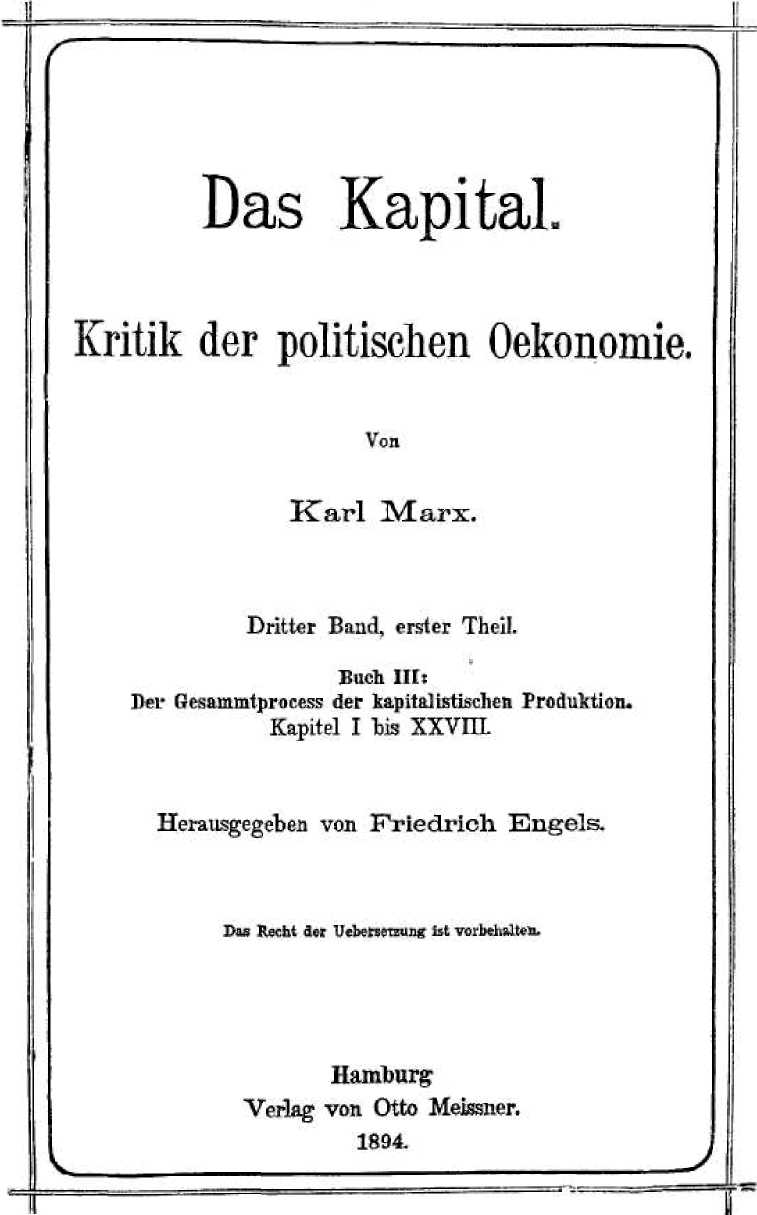 Das Kapital.
Kritik der politischen Oekonomie.
Von
Karl Marx.
Dritter Band, erster Theil.
Buch III:
Der Gesammtprocess der kapitalistischen Produktion.
Kapitel I bis XXVIII.
Herausgegeben von Friedrich Engels.
Das Recht der Uebersetzung ist vorbehalten.
Hamburg
Verlag von Otto Meissner.
1894.